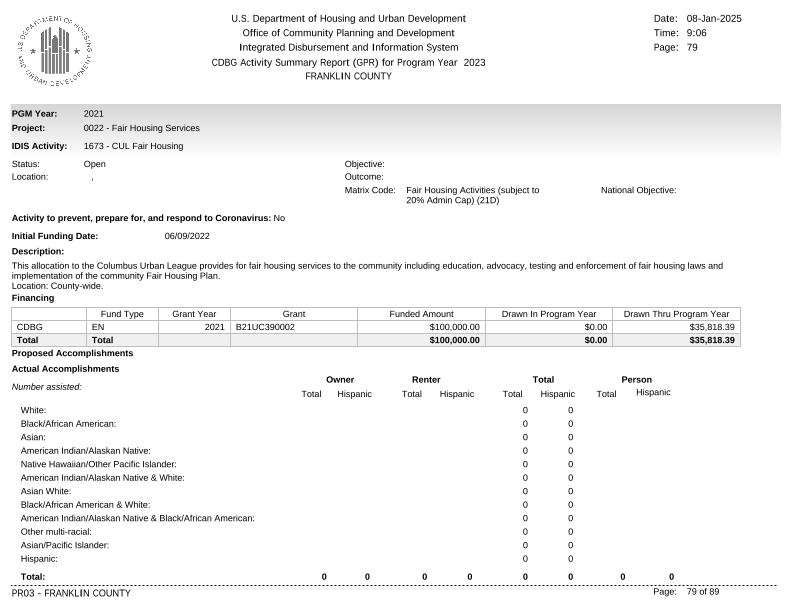 U.S. DEPARTMENT OF HOUSING AND URBAN DEVELOPMENT
U.S. Department of Housing and Urban Development
Office of Community Planning and Development
Integrated Disbursement and Information System
CDBG Activity Summary Report (GPR) for Program Year 2023
FRANKLIN COUNTY
Date: 08-Jan-2025
Time: 9:06
Page: 79
PGM Year: 2021
Project: 0022 - Fair Housing Services
IDIS Activity: 1673 - CUL Fair Housing
Status: Open Objective:
Location: , Outcome:
Matrix Code: Fair Housing Activities (subject to National Objective:
20% Admin Cap) (21D)
Activity to prevent, prepare for, and respond to Coronavirus: No
Initial Funding Date: 06/09/2022
Description:
This allocation to the Columbus Urban League provides for fair housing services to the community including education, advocacy, testing and enforcement of fair housing laws and
implementation of the community Fair Housing Plan.
Location: County-wide.
Financing
Fund Type Grant Year Grant Funded Amount Drawn In Program Year Drawn Thru Program Year
CDBG EN 2021 B21UC390002 $100,000.00 $0.00 $35,818.39
Total Total $100,000.00 $0.00 $35,818.39
Proposed Accomplishments
Actual Accomplishments
Number assisted: Owner Renter Total Person
Total Hispanic Total Hispanic Total Hispanic Total Hispanic
White: 0 0
Black/African American: 0 0
Asian: 0 0
American Indian/Alaskan Native: 0 0
Native Hawaiian/Other Pacific Islander: 0 0
American Indian/Alaskan Native & White: 0 0
Asian White: 0 0
Black/African American & White: 0 0
American Indian/Alaskan Native & Black/African American: 0 0
Other multi-racial: 0 0
Asian/Pacific Islander: 0 0
Hispanic: 0 0
Total: 0 0 0 0 0 0 0 0
PR03 - FRANKLIN COUNTY Page: 79 of 89